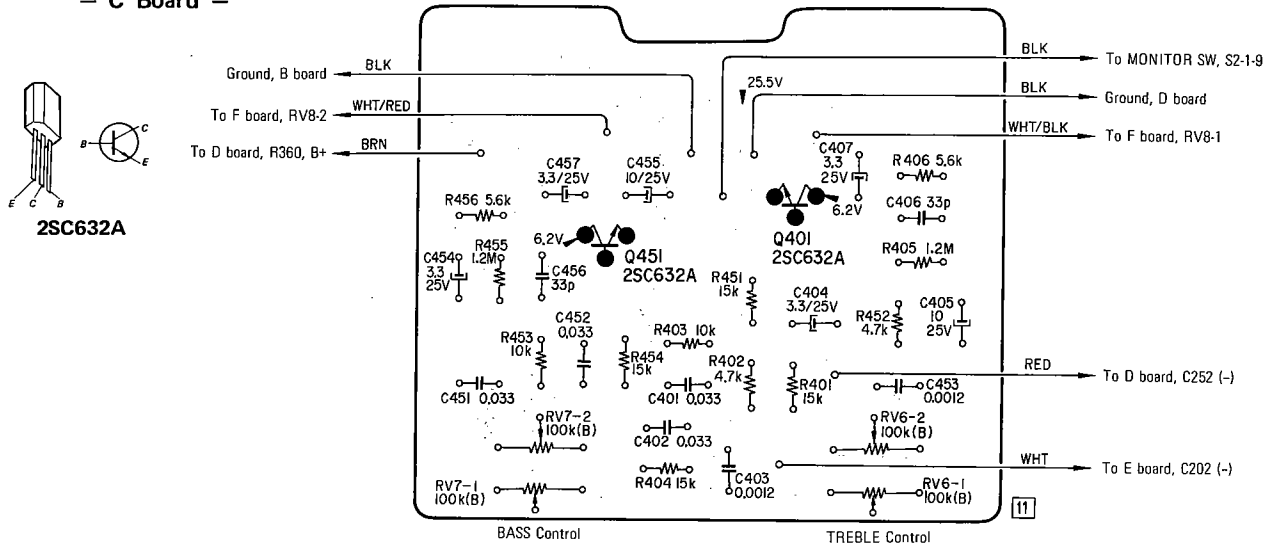 — C Board —
BLK
To MONITOR SW, S2-1-9
Ground, B board
BLK
25.5V
BLK
Ground, D board
To F board, RV8-2
WHT/RED
WHT/BLK
To F board, RV8-1
To D board, R360, B+
BRN
B
C
E
E
C
B
2SC632A
C457
3.3/25V
C455
10/25V
C407
3.3
25V
R406 5.6k
R456 5.6k
6.2V
C406 33p
6.2V
Q451
2SC632A
Q401
2SC632A
C454
3.3
25V
R455
1.2M
C456
33p
R405 1.2M
R451
15k
C404
3.3/25V
R452
4.7k
C405
10
25V
C452
0.033
R403 10k
R453
10k
R454
15k
R402
4.7k
R401
15k
RED
To D board, C252 (-)
C451 0.033
C401 0.033
C453
0.0012
RV7-2
100k(B)
C402 0.033
RV6-2
100k(B)
WHT
To E board, C202 (-)
RV7-1
100k(B)
R404 15k
C403
0.0012
RV6-1
100k(B)
11
BASS Control
TREBLE Control